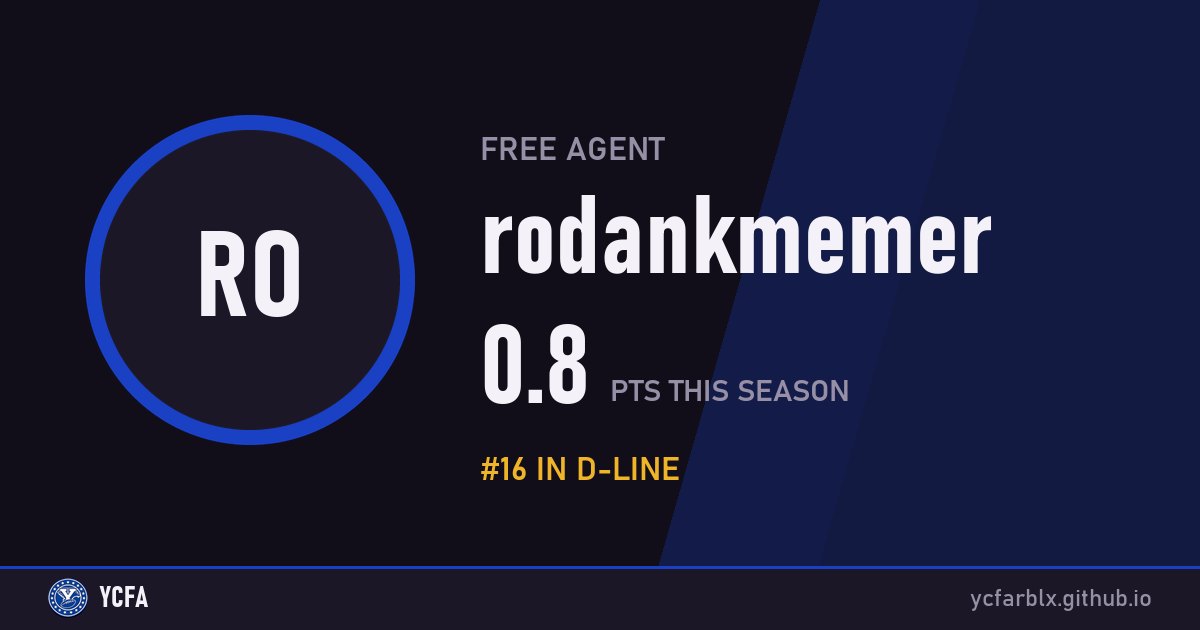 RO
FREE AGENT
rodankmemer
0.8 PTS THIS SEASON
#16 IN D-LINE
YCFA
ycfarblx.github.io